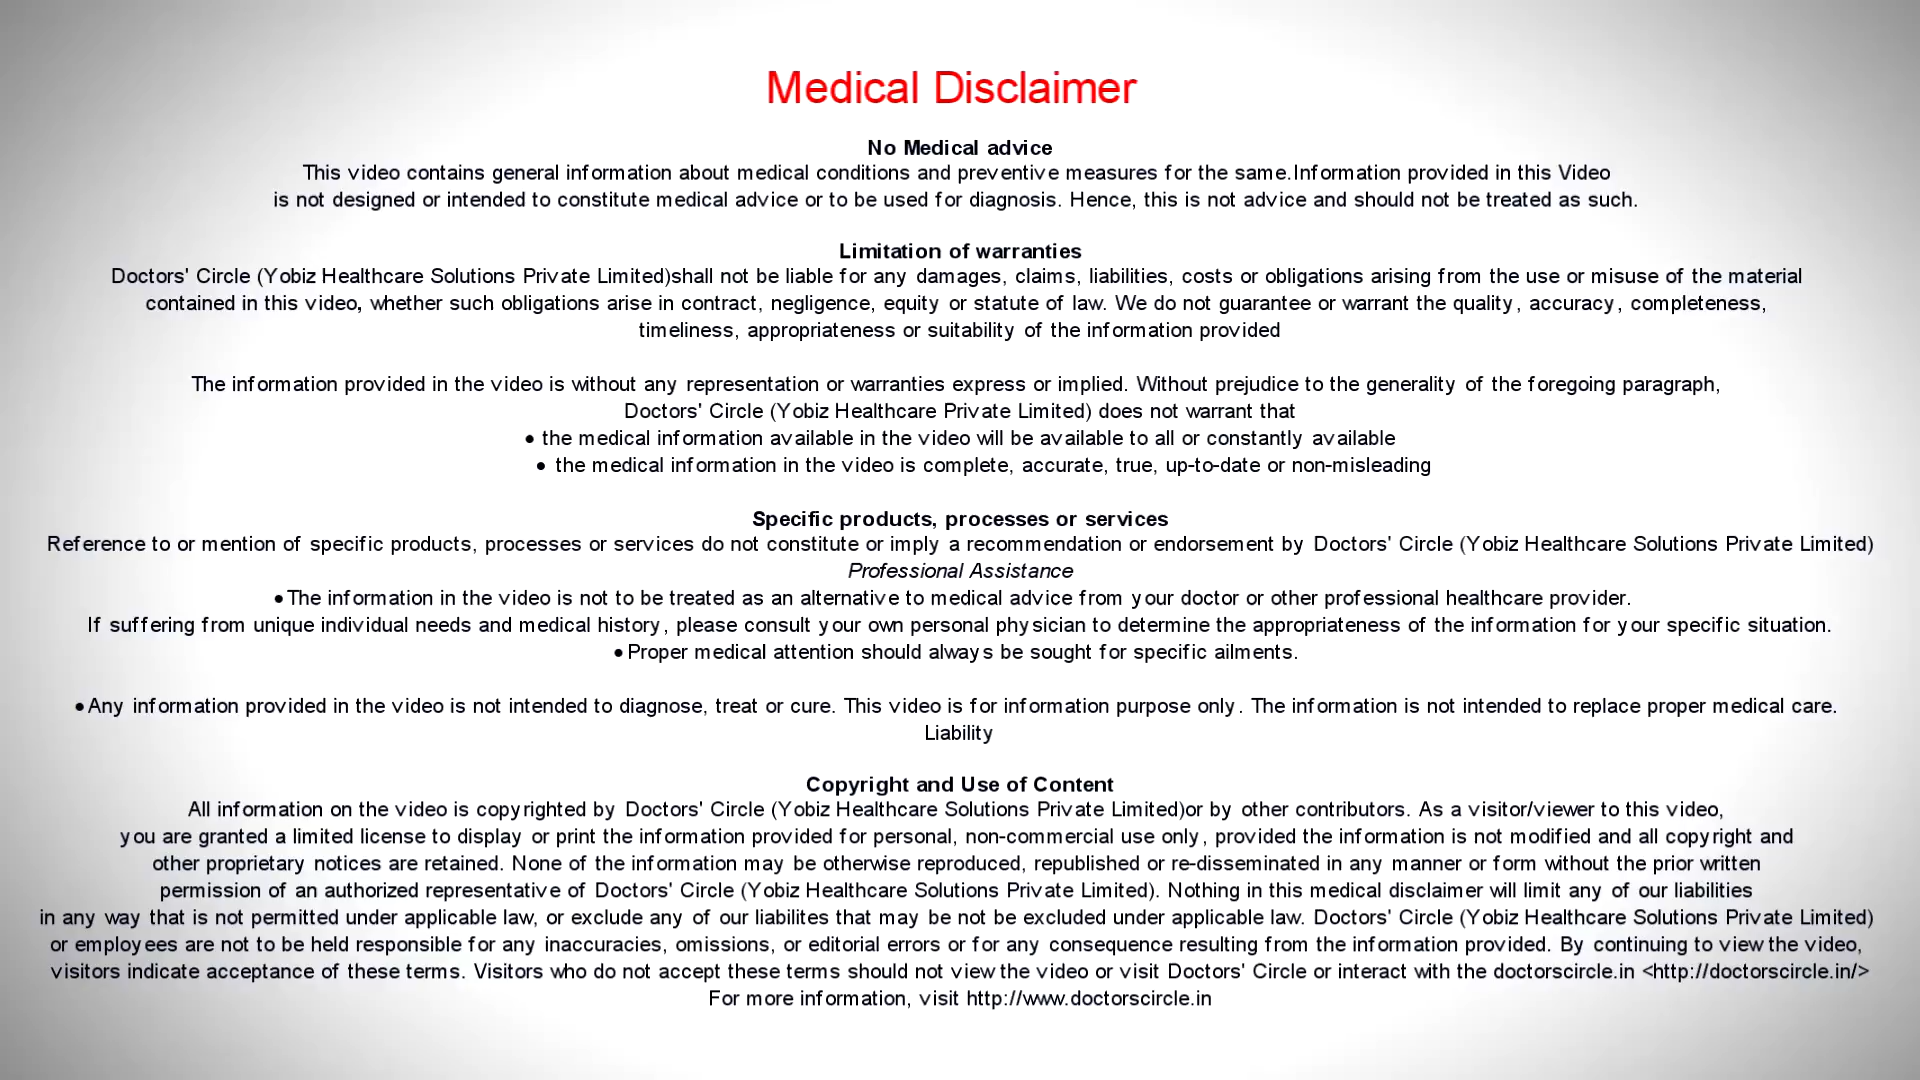 Medical Disclaimer
No Medical advice
This video contains general information about medical conditions and preventive measures for the same.Information provided in this Video
is not designed or intended to constitute medical advice or to be used for diagnosis. Hence, this is not advice and should not be treated as such.
Limitation of warranties
Doctors' Circle (Yobiz Healthcare Solutions Private Limited)shall not be liable for any damages, claims, liabilities, costs or obligations arising from the use or misuse of the material
contained in this video, whether such obligations arise in contract, negligence, equity or statute of law. We do not guarantee or warrant the quality, accuracy, completeness,
timeliness, appropriateness or suitability of the information provided
The information provided in the video is without any representation or warranties express or implied. Without prejudice to the generality of the foregoing paragraph,
Doctors' Circle (Yobiz Healthcare Private Limited) does not warrant that
• the medical information available in the video will be available to all or constantly available
• the medical information in the video is complete, accurate, true, up-to-date or non-misleading
Specific products, processes or services
Reference to or mention of specific products, processes or services do not constitute or imply a recommendation or endorsement by Doctors' Circle (Yobiz Healthcare Solutions Private Limited)
Professional Assistance
•The information in the video is not to be treated as an alternative to medical advice from your doctor or other professional healthcare provider.
If suffering from unique individual needs and medical history, please consult your own personal physician to determine the appropriateness of the information for your specific situation.
•Proper medical attention should always be sought for specific ailments.
•Any information provided in the video is not intended to diagnose, treat or cure. This video is for information purpose only. The information is not intended to replace proper medical care.
Liability
Copyright and Use of Content
All information on the video is copyrighted by Doctors' Circle (Yobiz Healthcare Solutions Private Limited)or by other contributors. As a visitor/viewer to this video,
you are granted a limited license to display or print the information provided for personal, non-commercial use only, provided the information is not modified and all copyright and
other proprietary notices are retained. None of the information may be otherwise reproduced, republished or re-disseminated in any manner or form without the prior written
permission of an authorized representative of Doctors' Circle (Yobiz Healthcare Solutions Private Limited). Nothing in this medical disclaimer will limit any of our liabilities
in any way that is not permitted under applicable law, or exclude any of our liabilites that may be not be excluded under applicable law. Doctors' Circle (Yobiz Healthcare Solutions Private Limited)
or employees are not to be held responsible for any inaccuracies, omissions, or editorial errors or for any consequence resulting from the information provided. By continuing to view the video,
visitors indicate acceptance of these terms. Visitors who do not accept these terms should not view the video or visit Doctors' Circle or interact with the doctorscircle.in <http://doctorscircle.in/>
For more information, visit http://www.doctorscircle.in